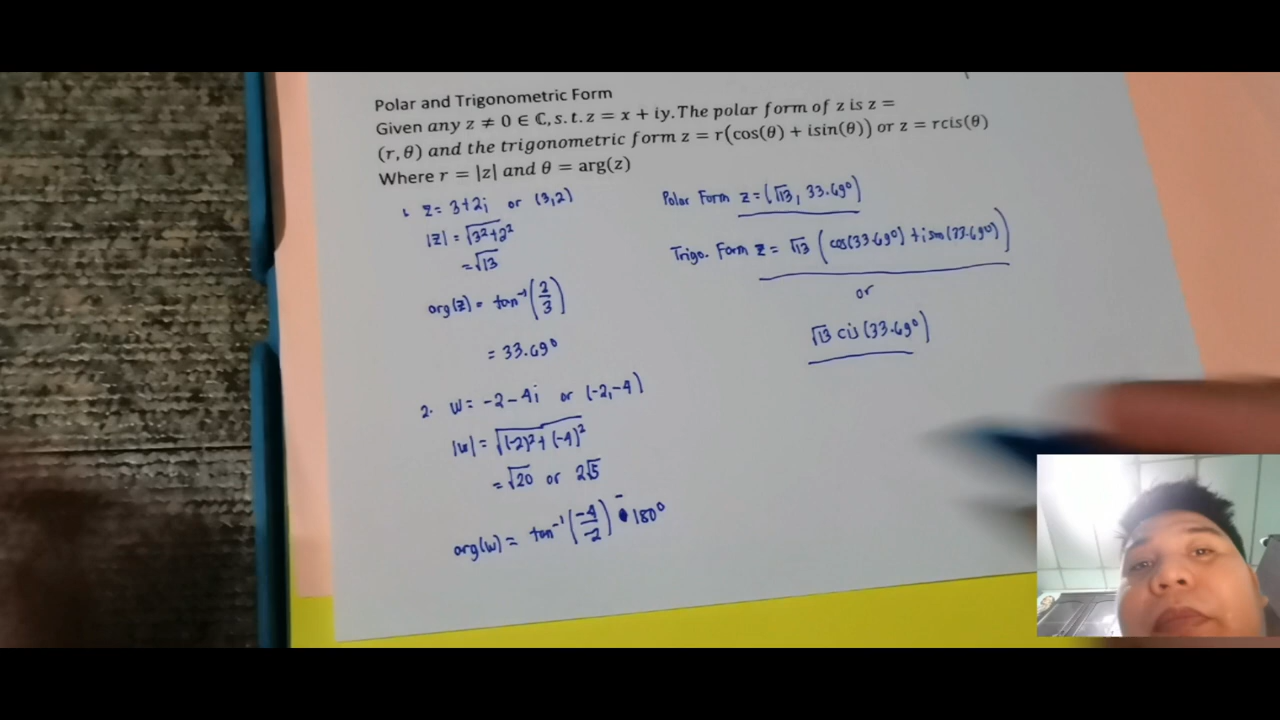 Polar and Trigonometric Form
Given any z ≠ 0 ∈ ℂ, s.t. z = x + iy. The polar form of z is z =
(r, θ) and the trigonometric form z = r(cos(θ) + isin(θ)) or z = rcis(θ)
Where r = |z| and θ = arg(z)
1. z = 3+2i or (3,2)
|z| = √3²+2²
= √13
arg(z) = tan⁻¹(2/3)
= 33.69°
Polar Form z = (√13, 33.69°)
Trigo. Form z = √13 (cos(33.69°) + i sin(33.69°))
or
√13 cis(33.69°)
2. w = -2-4i or (-2,-4)
|w| = √(-2)²+(-4)²
= √20 or 2√5
arg(w) = tan⁻¹(-4/-2) - 180°